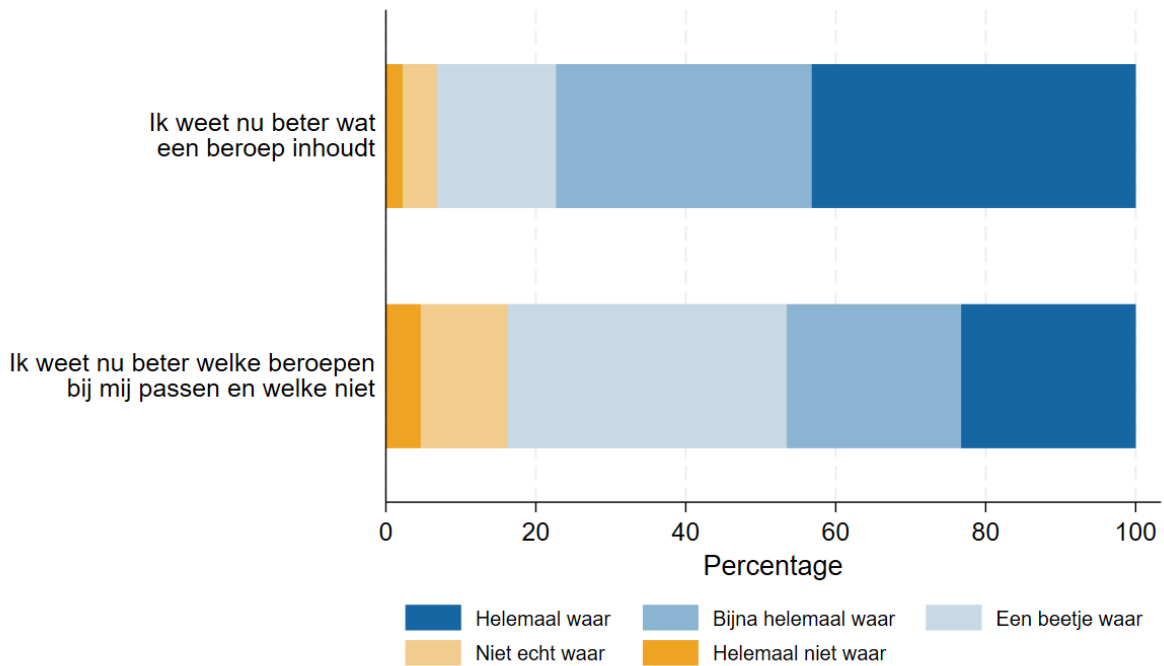 Ik weet nu beter wat
een beroep inhoudt
Ik weet nu beter welke beroepen
bij mij passen en welke niet
0 20 40 60 80 100
Percentage
Helemaal waar Bijna helemaal waar Een beetje waar
Niet echt waar Helemaal niet waar